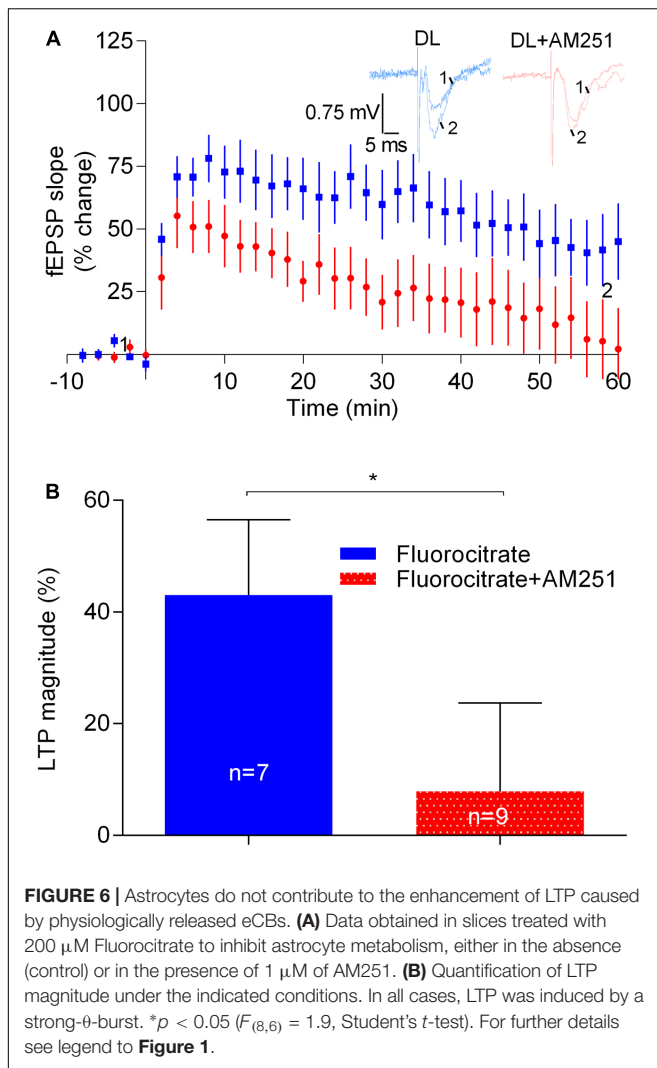 A
DL
DL+AM251
125
100
75
50
25
fEPSP slope
(% change)
0.75 mV
5 ms
1
2
1
2
1
2
-10
10
20
30
40
50
60
Time (min)
B
*
60
40
20
0
LTP magnitude (%)
Fluorocitrate
Fluorocitrate+AM251
n=7
n=9
FIGURE 6 | Astrocytes do not contribute to the enhancement of LTP caused
by physiologically released eCBs. (A) Data obtained in slices treated with
200 μM Fluorocitrate to inhibit astrocyte metabolism, either in the absence
(control) or in the presence of 1 μM of AM251. (B) Quantification of LTP
magnitude under the indicated conditions. In all cases, LTP was induced by a
strong-θ-burst. *p < 0.05 (F(8,6) = 1.9, Student's t-test). For further details
see legend to Figure 1.